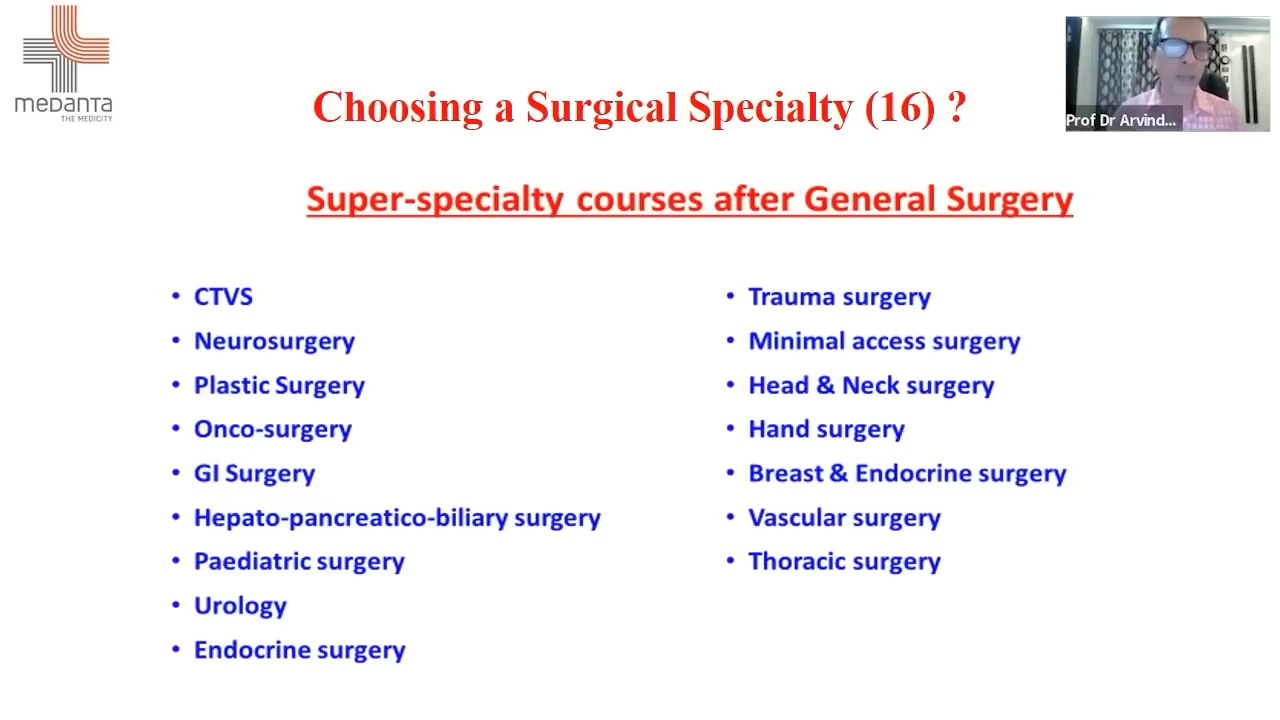 medanta
THE MEDICITY
Prof Dr Arvind...
Choosing a Surgical Specialty (16) ?
Super-specialty courses after General Surgery
• CTVS
• Neurosurgery
• Plastic Surgery
• Onco-surgery
• GI Surgery
• Hepato-pancreatico-biliary surgery
• Paediatric surgery
• Urology
• Endocrine surgery
• Trauma surgery
• Minimal access surgery
• Head & Neck surgery
• Hand surgery
• Breast & Endocrine surgery
• Vascular surgery
• Thoracic surgery